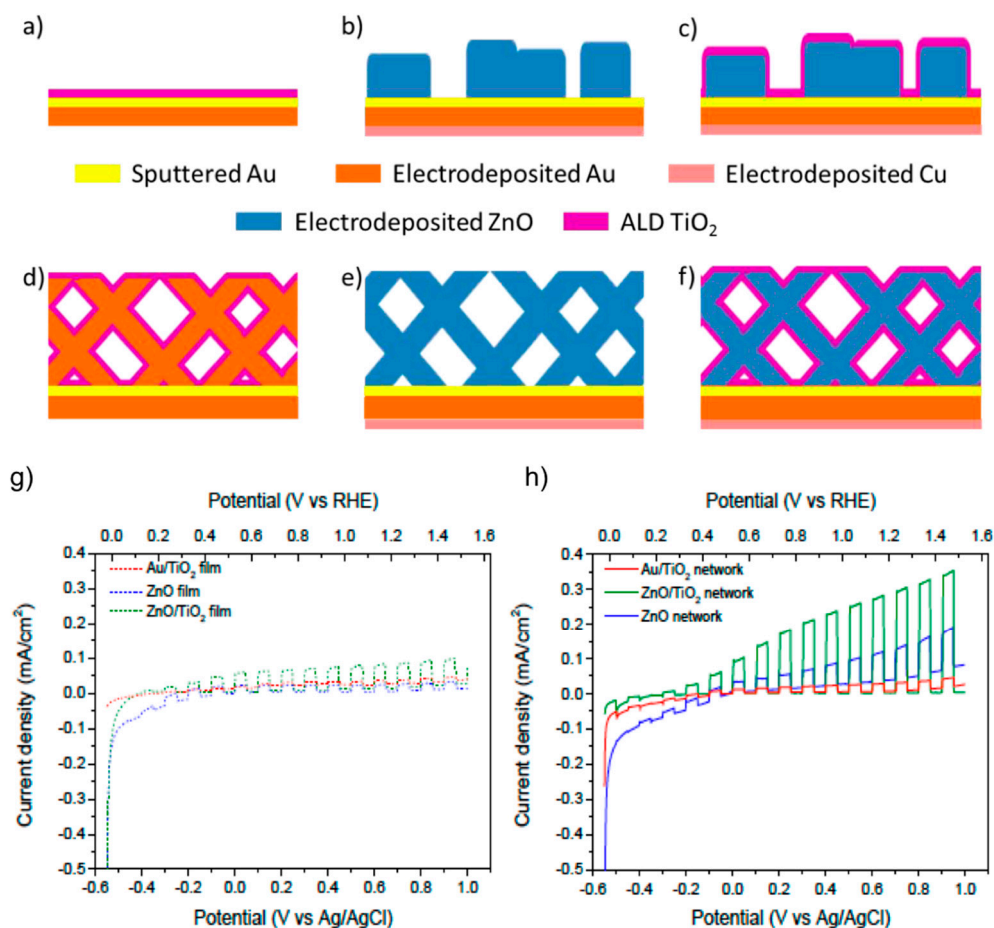 a)
b)
c)
Sputtered Au
Electrodeposited Au
Electrodeposited Cu
Electrodeposited ZnO
ALD TiO₂
d)
e)
f)
g)
Potential (V vs RHE)
0.0 0.2 0.4 0.6 0.8 1.0 1.2 1.4 1.6
0.4
0.3
0.2
0.1
0.0
-0.1
-0.2
-0.3
-0.4
-0.5
Current density (mA/cm²)
Au/TiO₂ film
ZnO film
ZnO/TiO₂ film
-0.6 -0.4 -0.2 0.0 0.2 0.4 0.6 0.8 1.0
Potential (V vs Ag/AgCl)
h)
Potential (V vs RHE)
0.0 0.2 0.4 0.6 0.8 1.0 1.2 1.4 1.6
0.4
0.3
0.2
0.1
0.0
-0.1
-0.2
-0.3
-0.4
-0.5
Current density (mA/cm²)
Au/TiO₂ network
ZnO/TiO₂ network
ZnO network
-0.6 -0.4 -0.2 0.0 0.2 0.4 0.6 0.8 1.0
Potential (V vs Ag/AgCl)